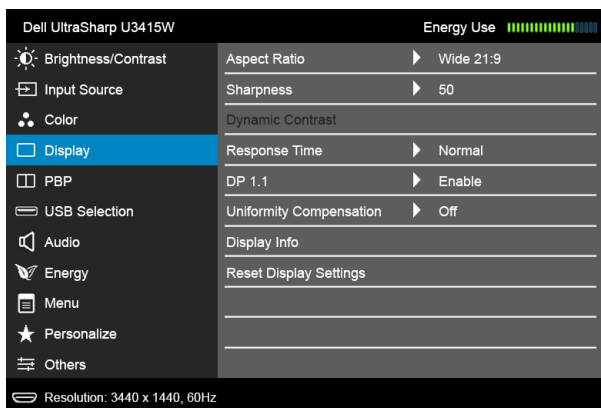 Dell UltraSharp U3415W Energy Use
Brightness/Contrast Aspect Ratio Wide 21:9
Input Source Sharpness 50
Color Dynamic Contrast
Display Response Time Normal
PBP DP 1.1 Enable
USB Selection Uniformity Compensation Off
Audio Display Info
Energy Reset Display Settings
Menu
Personalize
Others
Resolution: 3440 x 1440, 60Hz